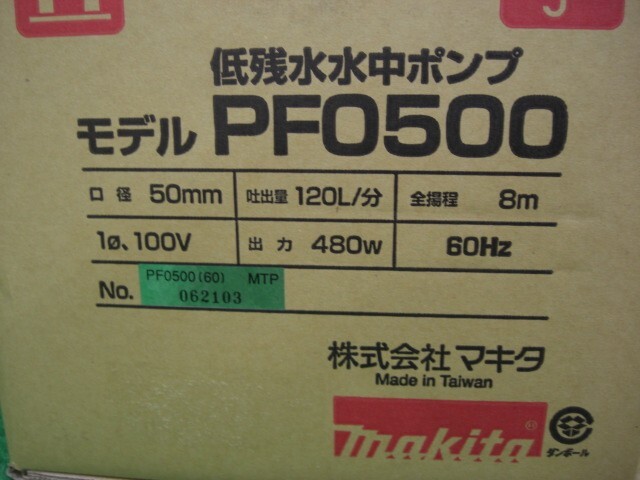 低残水水中ポンプ
モデル PF0500
口径 50mm 吐出量 120L/分 全揚程 8m
1ø、100V 出力 480w 60Hz
No. PF0500(60) MTP
062103
株式会社 マキタ
Made in Taiwan
makita ®
ダンボール